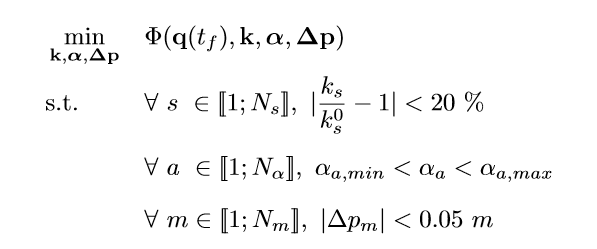 min Φ(q(t_f), k, α, Δp)
k,α,Δp
s.t. ∀ s ∈ ⟦1; N_s⟧, |k_s/k_s^0 − 1| < 20 %
∀ a ∈ ⟦1; N_α⟧, α_{a,min} < α_a < α_{a,max}
∀ m ∈ ⟦1; N_m⟧, |Δp_m| < 0.05 m